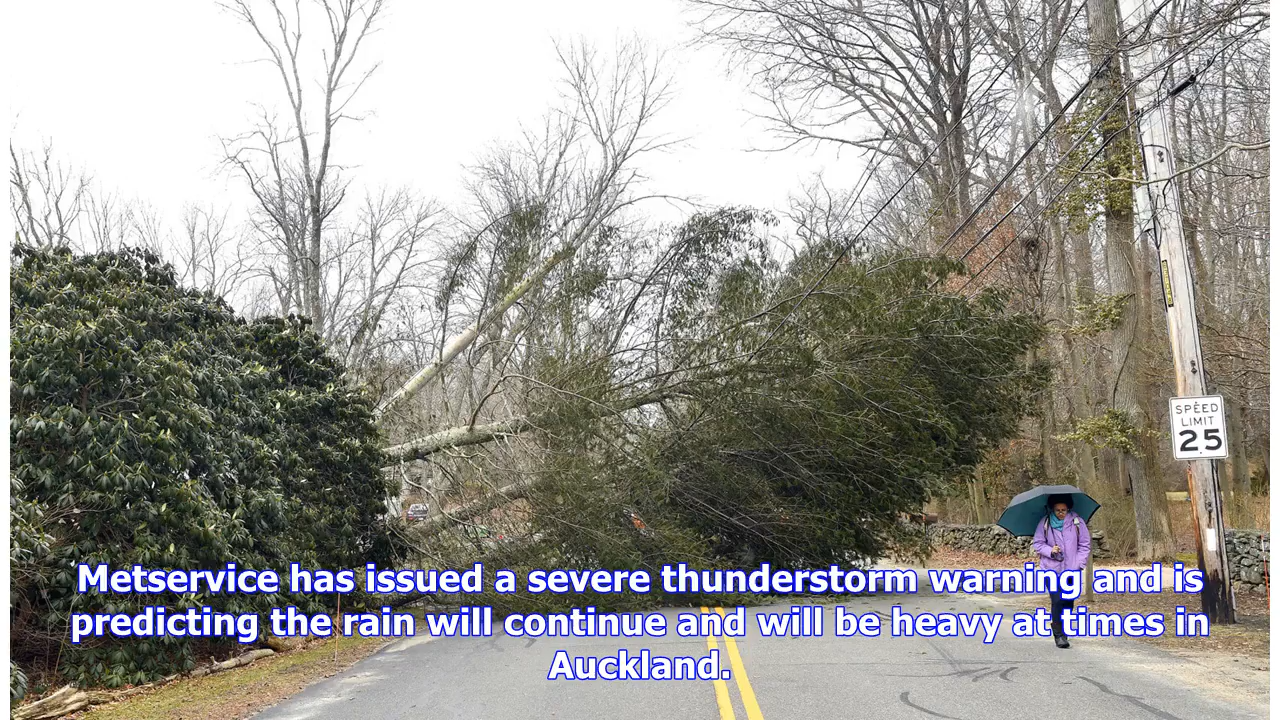 SPEED
LIMIT
25
Metservice has issued a severe thunderstorm warning and is
predicting the rain will continue and will be heavy at times in
Auckland.